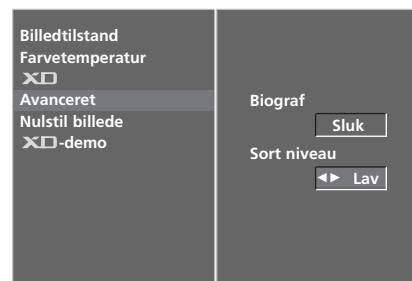 Billedtilstand
Farvetemperatur
XD
Avanceret
Nulstil billede
XD-demo
Biograf
Sluk
Sort niveau
◄► Lav